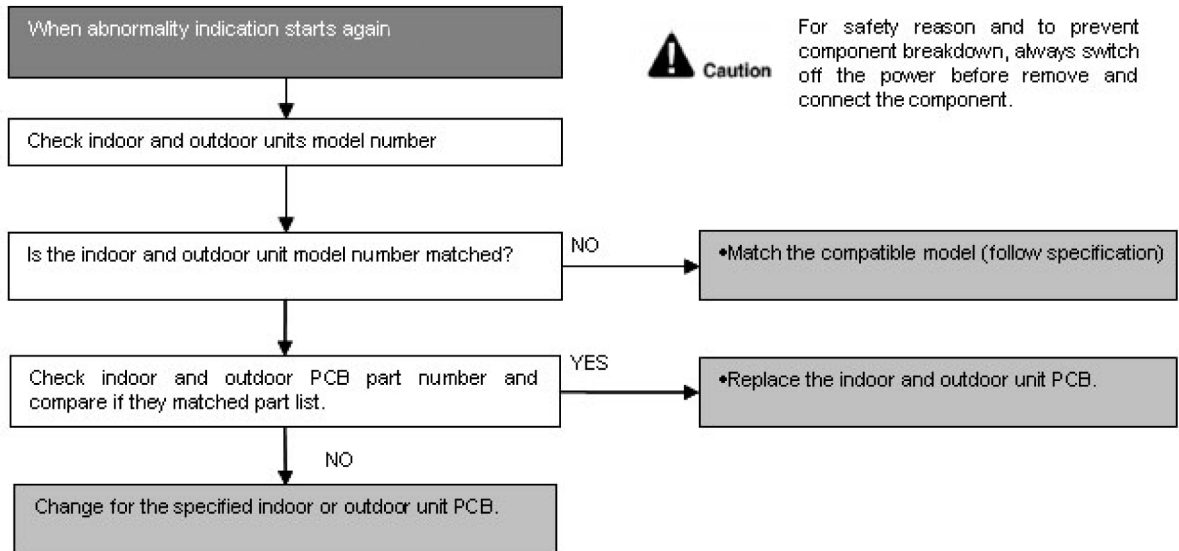 When abnormality indication starts again
For safety reason and to prevent
component breakdown, always switch
off the power before remove and
connect the component.
Caution
Check indoor and outdoor units model number
Is the indoor and outdoor unit model number matched?
NO
•Match the compatible model (follow specification)
Check indoor and outdoor PCB part number and
compare if they matched part list.
YES
•Replace the indoor and outdoor unit PCB.
NO
Change for the specified indoor or outdoor unit PCB.